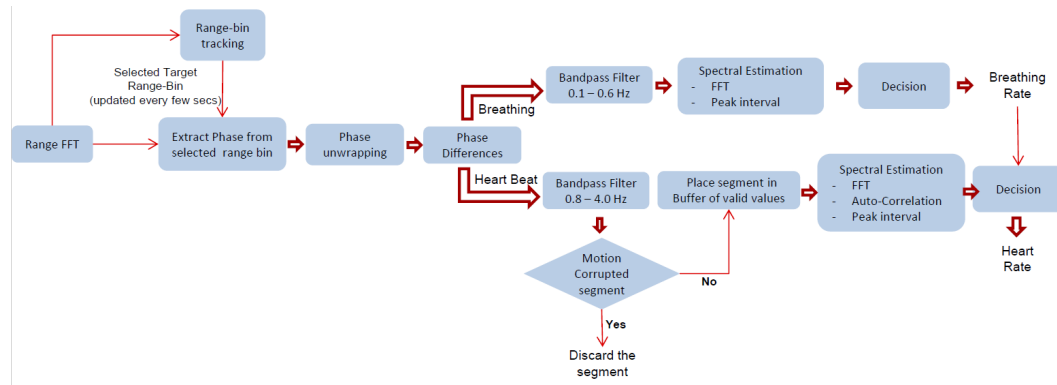 Range-bin
tracking
Selected Target
Range-Bin
(updated every few secs)
Range FFT
Extract Phase from
selected range bin
Phase
unwrapping
Phase
Differences
Breathing
Heart Beat
Bandpass Filter
0.1 – 0.6 Hz
Spectral Estimation
- FFT
- Peak interval
Decision
Breathing
Rate
Bandpass Filter
0.8 – 4.0 Hz
Place segment in
Buffer of valid values
Spectral Estimation
- FFT
- Auto-Correlation
- Peak interval
Decision
Heart
Rate
Motion
Corrupted
segment
No
Yes
Discard the
segment